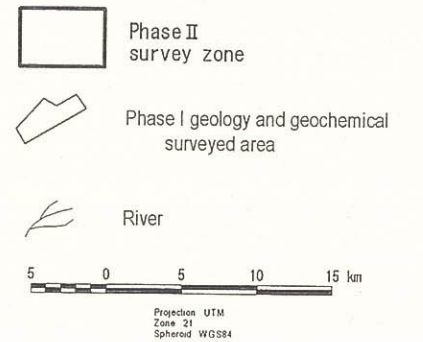 Phase Ⅱ
survey zone
Phase I geology and geochemical
surveyed area
River
5 0 5 10 15 km
Projection UTM
Zone 21
Spheroid WGS84